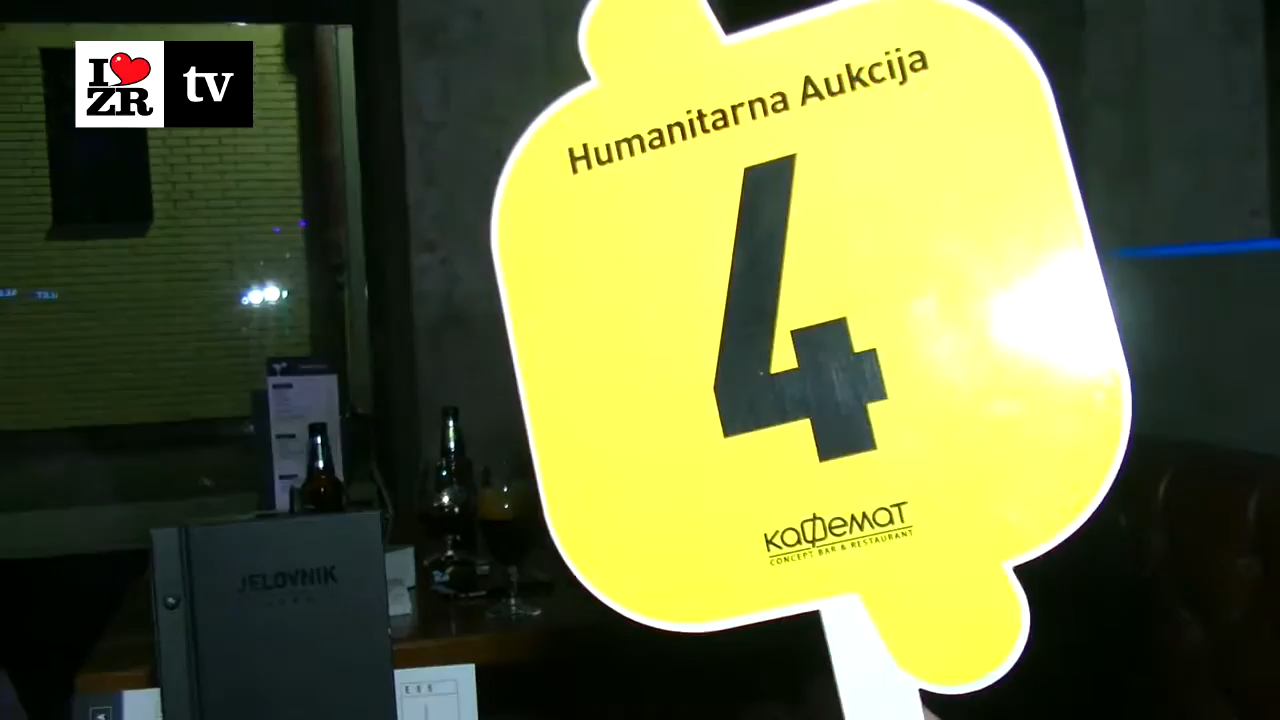 I ZR tv
Humanitarna Aukcija
4
кафемат
CONCEPT BAR & RESTAURANT
JELOVNIK